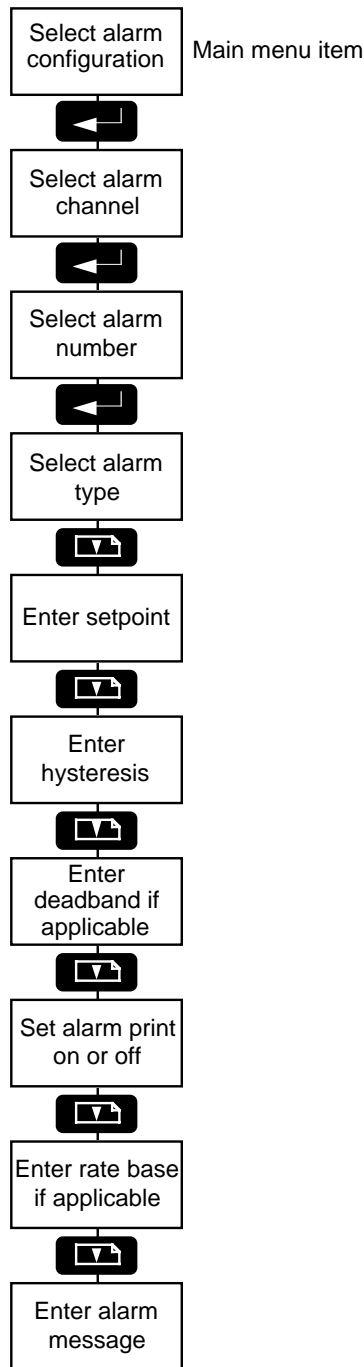 Select alarm
configuration
Main menu item
Select alarm
channel
Select alarm
number
Select alarm
type
Enter setpoint
Enter
hysteresis
Enter
deadband if
applicable
Set alarm print
on or off
Enter rate base
if applicable
Enter alarm
message